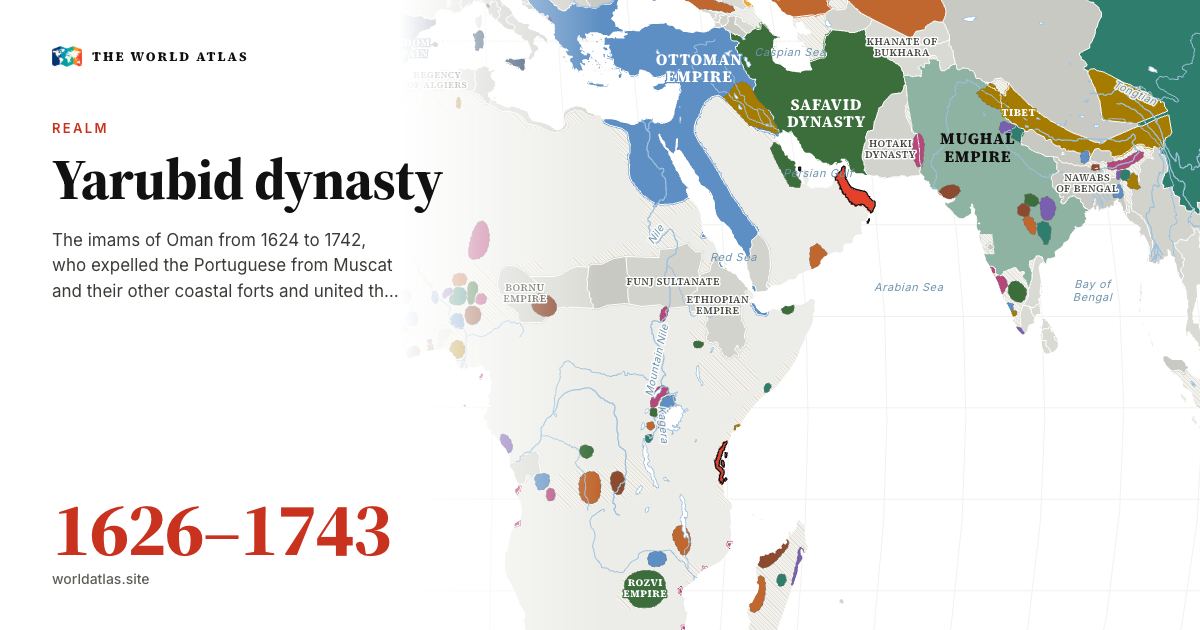 THE WORLD ATLAS
REALM
Yarubid dynasty
The imams of Oman from 1624 to 1742,
who expelled the Portuguese from Muscat
and their other coastal forts and united th...
1626–1743
worldatlas.site
REGENCY
OF ALGIERS
OTTOMAN
EMPIRE
Caspian Sea
KHANATE OF
BUKHARA
SAFAVID
DYNASTY
HOTAKI
DYNASTY
MUGHAL
EMPIRE
TIBET
Tongtian
NAWABS
OF BENGAL
Persian Gulf
Nile
Red Sea
Arabian Sea
Bay of
Bengal
BORNU
EMPIRE
FUNJ SULTANATE
ETHIOPIAN
EMPIRE
Mountain Nile
Kagera
ROZVI
EMPIRE